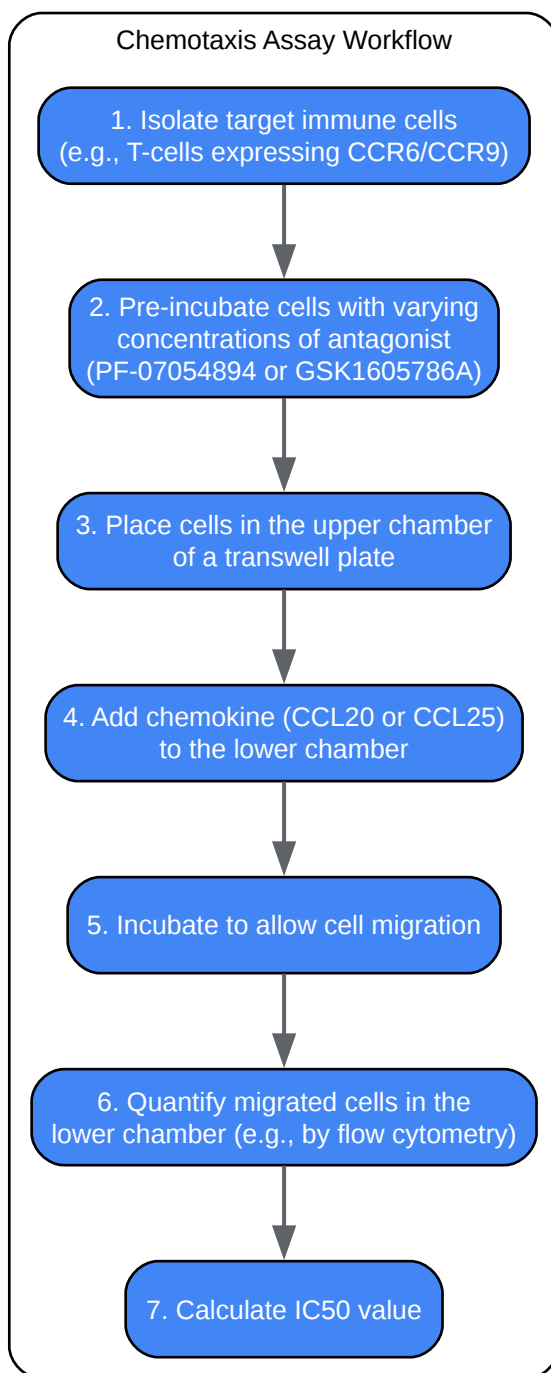 Chemotaxis Assay Workflow
1. Isolate target immune cells
(e.g., T-cells expressing CCR6/CCR9)
2. Pre-incubate cells with varying
concentrations of antagonist
(PF-07054894 or GSK1605786A)
3. Place cells in the upper chamber
of a transwell plate
4. Add chemokine (CCL20 or CCL25)
to the lower chamber
5. Incubate to allow cell migration
6. Quantify migrated cells in the
lower chamber (e.g., by flow cytometry)
7. Calculate IC50 value